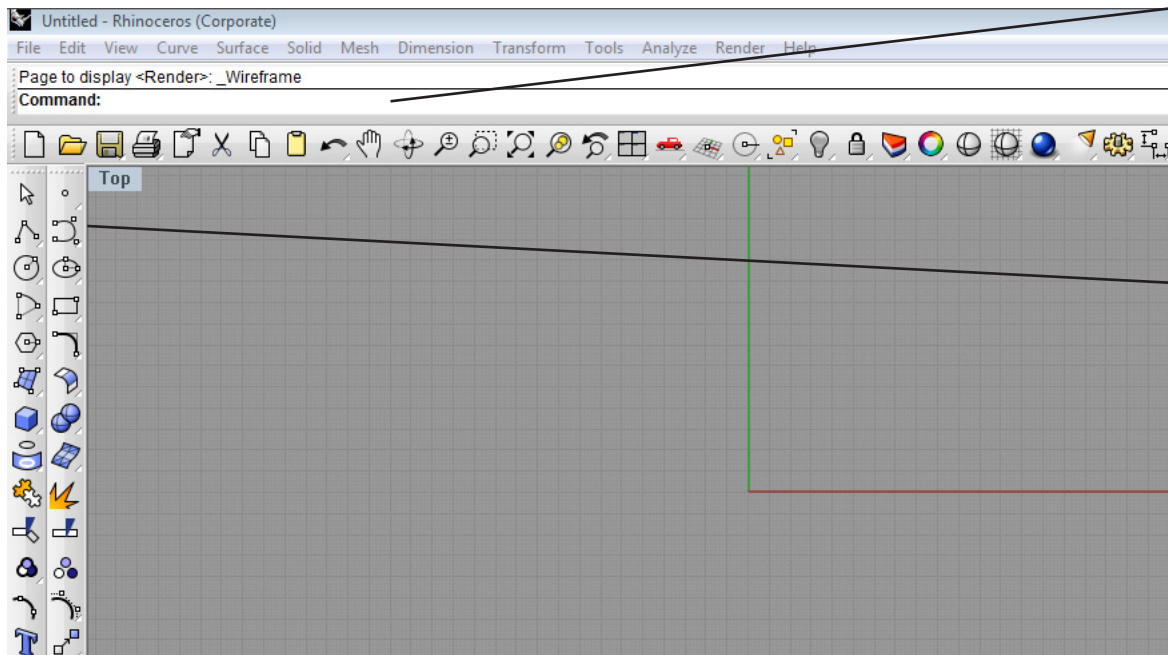 Untitled - Rhinoceros (Corporate)
File Edit View Curve Surface Solid Mesh Dimension Transform Tools Analyze Render Help
Page to display <Render>: _Wireframe
Command:
Top